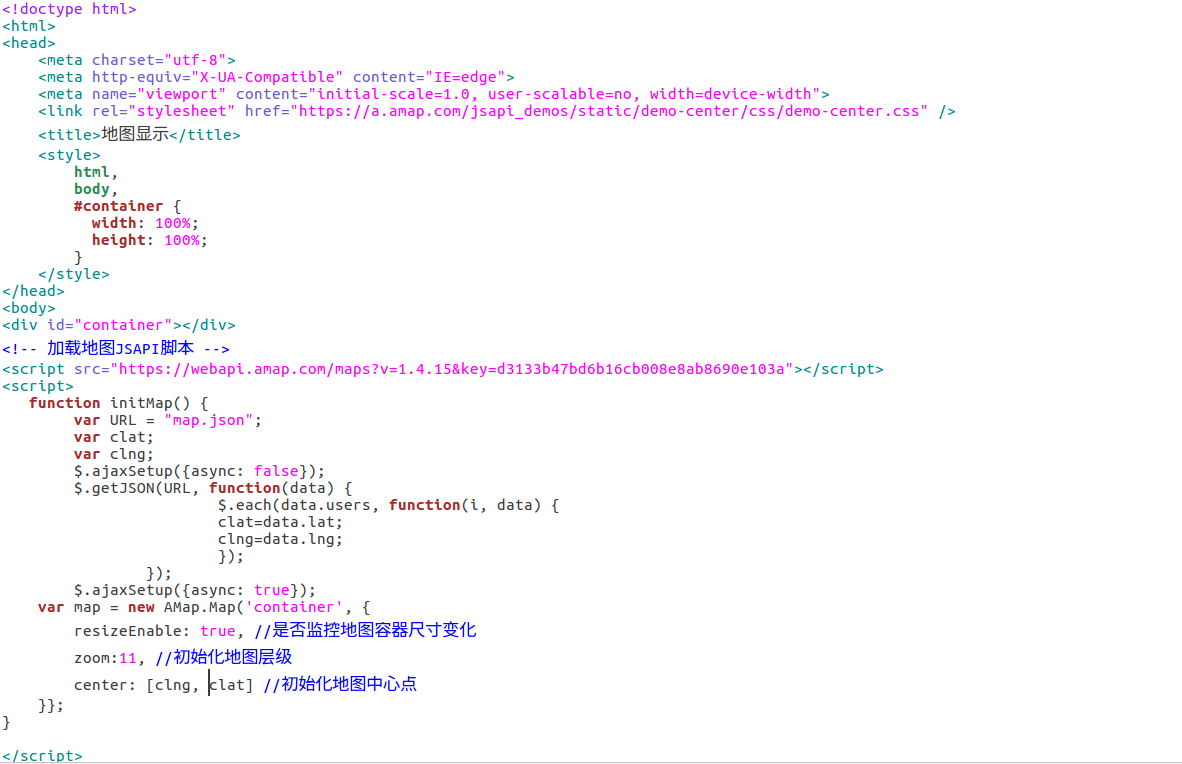 <!doctype html>
<html>
<head>
    <meta charset="utf-8">
    <meta http-equiv="X-UA-Compatible" content="IE=edge">
    <meta name="viewport" content="initial-scale=1.0, user-scalable=no, width=device-width">
    <link rel="stylesheet" href="https://a.amap.com/jsapi_demos/static/demo-center/css/demo-center.css" />
    <title>地图显示</title>
    <style>
        html,
        body,
        #container {
          width: 100%;
          height: 100%;
        }
    </style>
</head>
<body>
<div id="container"></div>
<!-- 加载地图JSAPI脚本 -->
<script src="https://webapi.amap.com/maps?v=1.4.15&key=d3133b47bd6b16cb008e8ab8690e103a"></script>
<script>
   function initMap() {
        var URL = "map.json";
        var clat;
        var clng;
        $.ajaxSetup({async: false});
        $.getJSON(URL, function(data) {
                        $.each(data.users, function(i, data) {
                        clat=data.lat;
                        clng=data.lng;
                        });
                });
        $.ajaxSetup({async: true});
    var map = new AMap.Map('container', {
        resizeEnable: true, //是否监控地图容器尺寸变化
        zoom:11, //初始化地图层级
        center: [clng, clat] //初始化地图中心点
    }};
}
</script>